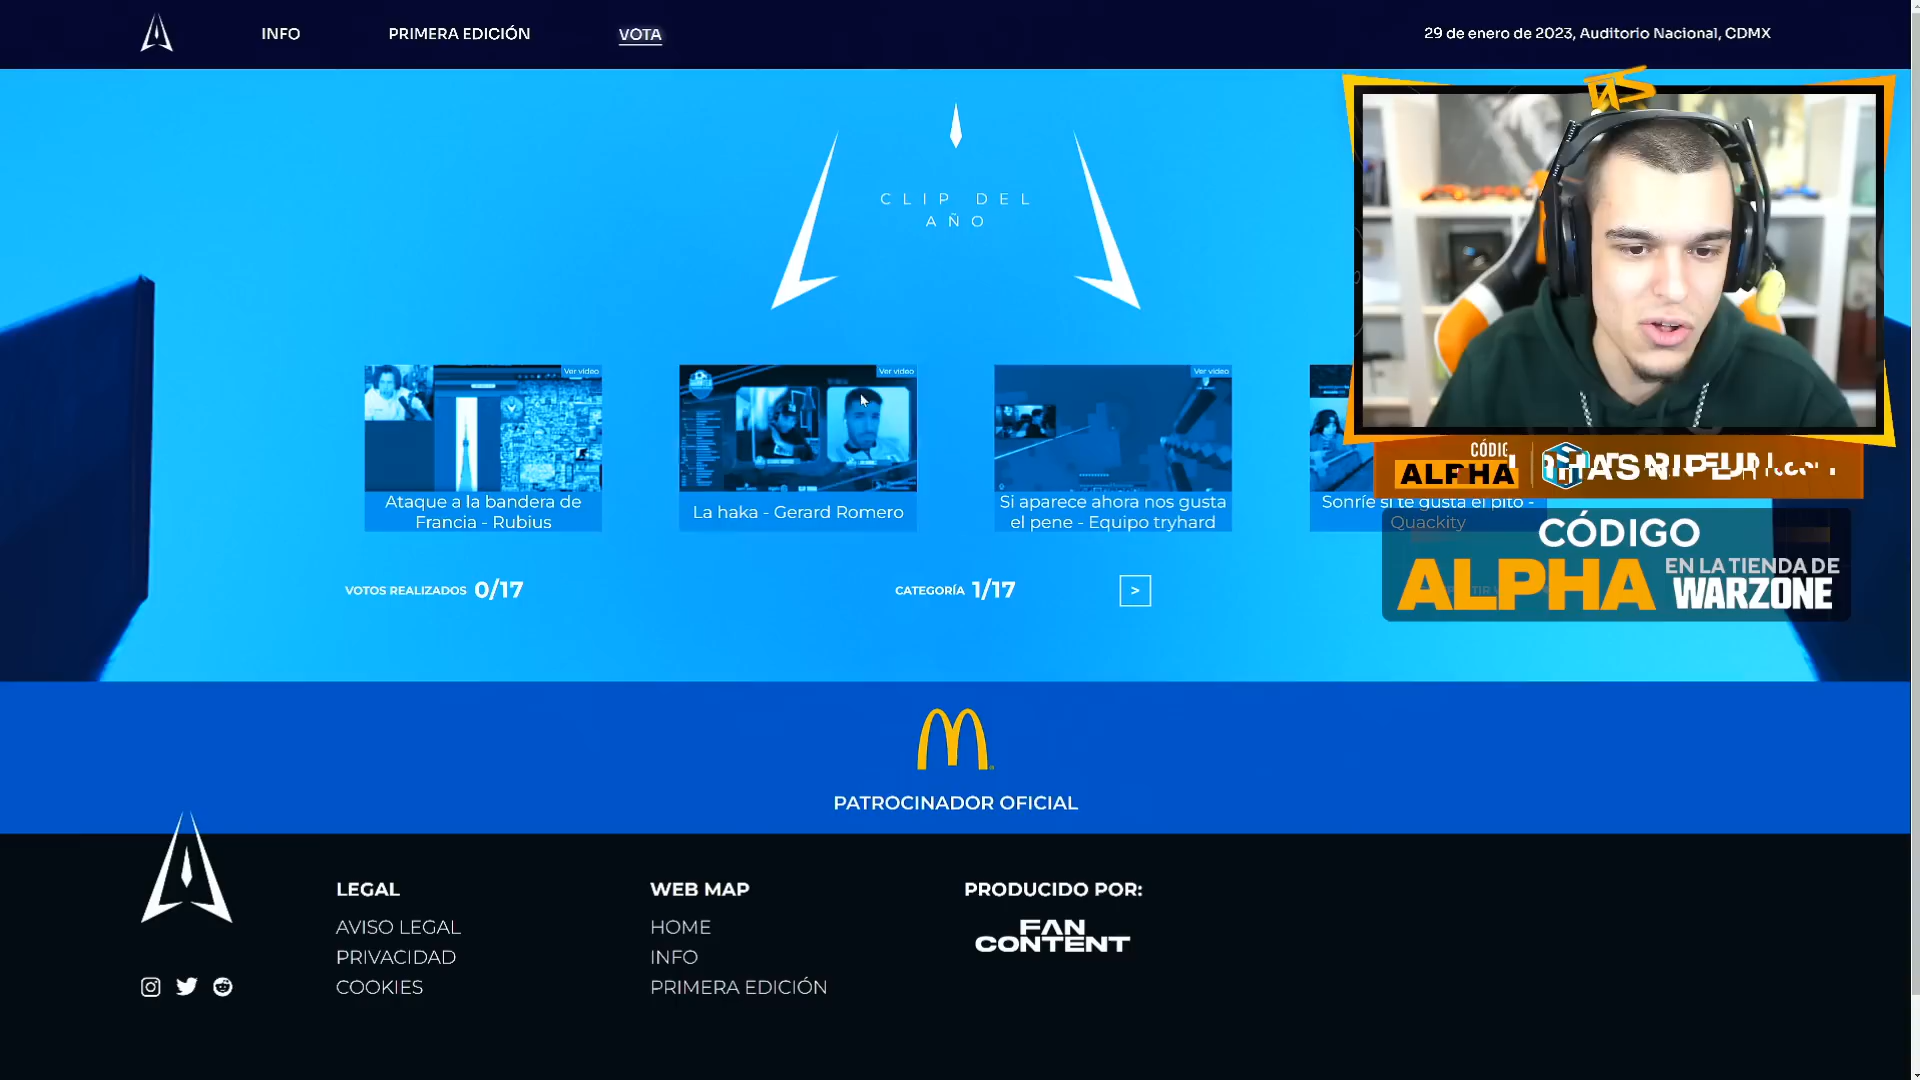 INFO
PRIMERA EDICIÓN
VOTA
29 de enero de 2023, Auditorio Nacional, CDMX
CLIP DEL
AÑO
Ver video
Ver video
Ver video
Ataque a la bandera de
Francia - Rubius
La haka - Gerard Romero
Si aparece ahora nos gusta
el pene - Equipo tryhard
Sonríe si te gusta el pito -
Quackity
ALPHA
CÓDIGO
ALPHA
EN LA TIENDA DE
WARZONE
VOTOS REALIZADOS 0/17
CATEGORÍA 1/17
>
PATROCINADOR OFICIAL
LEGAL
AVISO LEGAL
PRIVACIDAD
COOKIES
WEB MAP
HOME
INFO
PRIMERA EDICIÓN
PRODUCIDO POR:
FAN
CONTENT